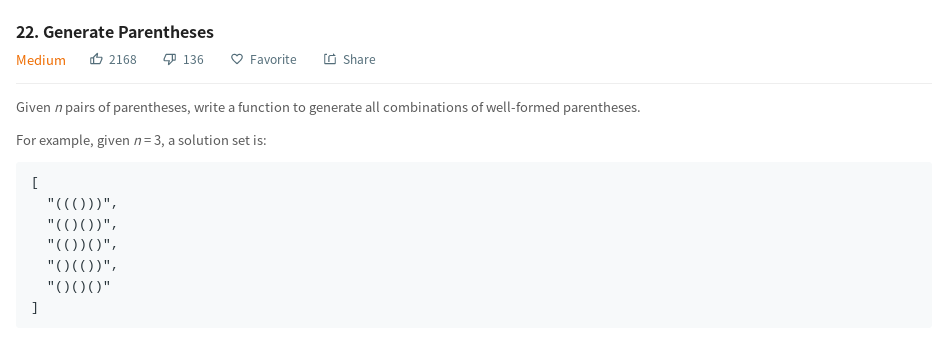 22. Generate Parentheses
Medium 2168 136 Favorite Share
Given n pairs of parentheses, write a function to generate all combinations of well-formed parentheses.
For example, given n = 3, a solution set is:
[
  "((()))",
  "(()())",
  "(())()",
  "()(())",
  "()()()"
]